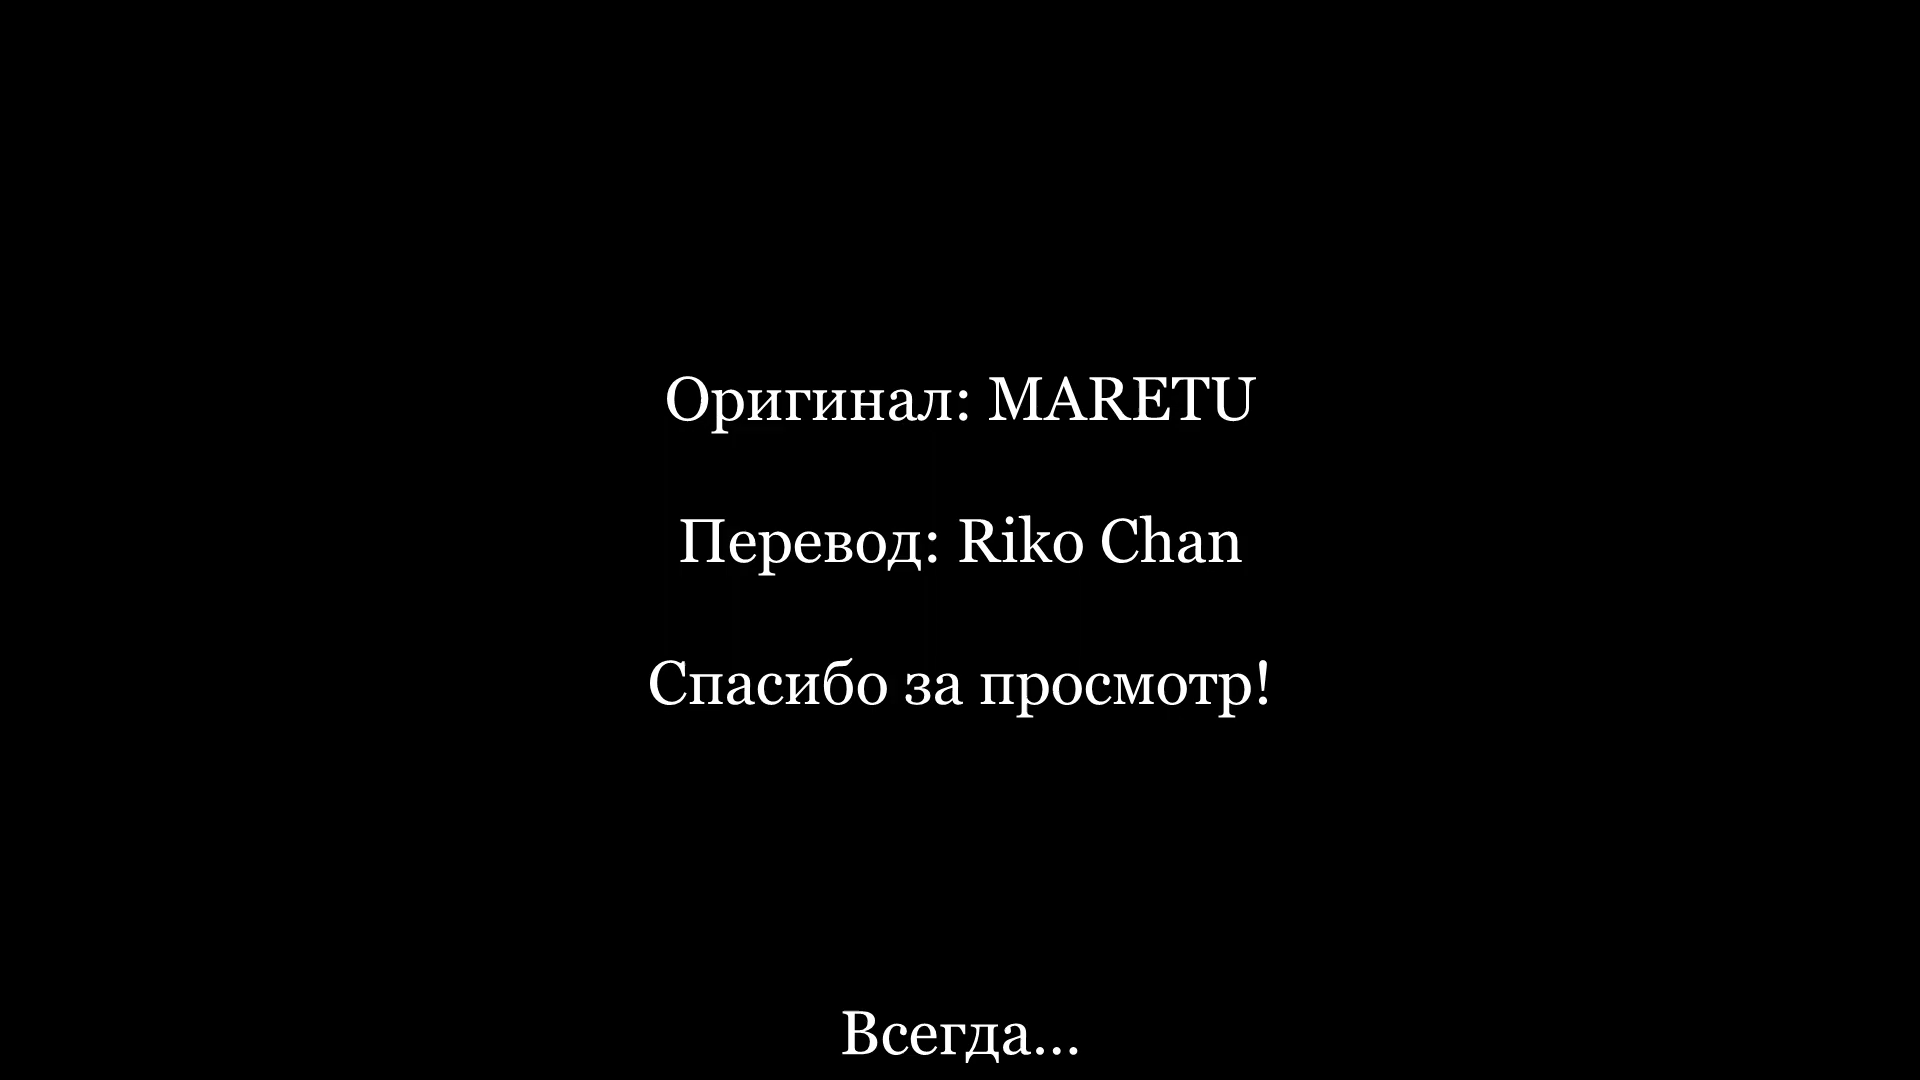 Оригинал: MARETU
Перевод: Riko Chan
Спасибо за просмотр!
Всегда...